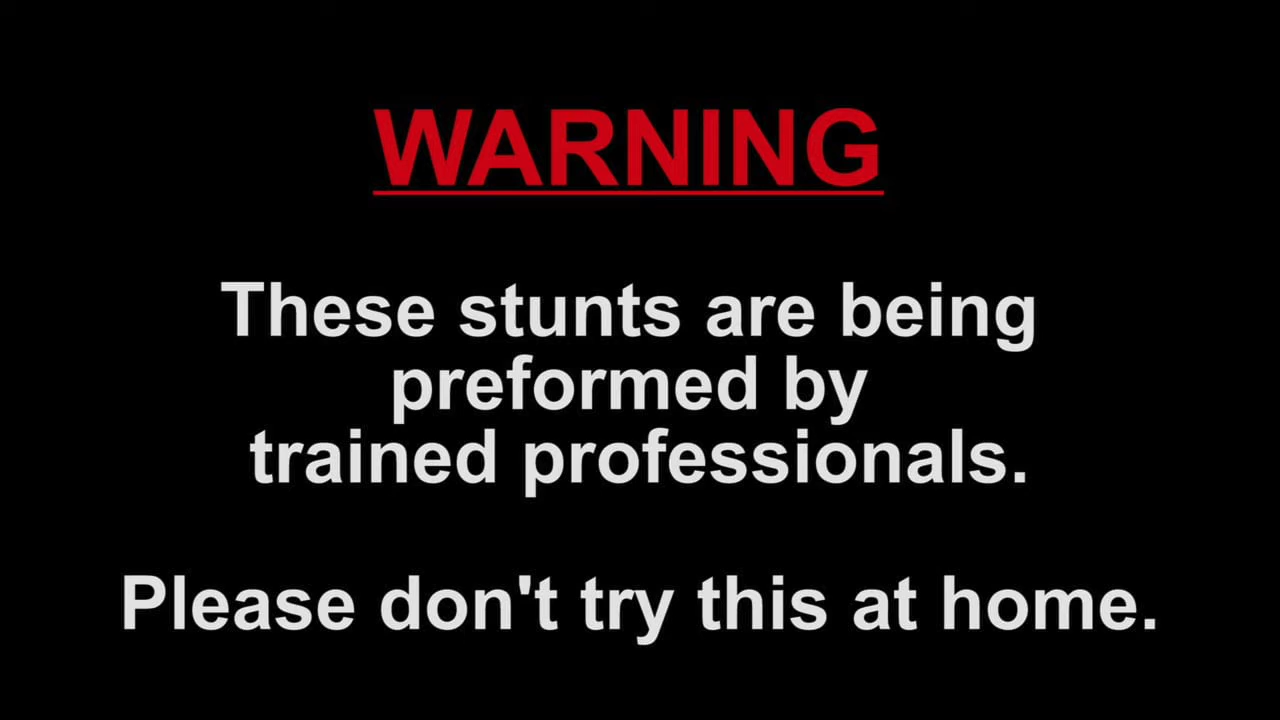 WARNING
These stunts are being
preformed by
trained professionals.
Please don't try this at home.